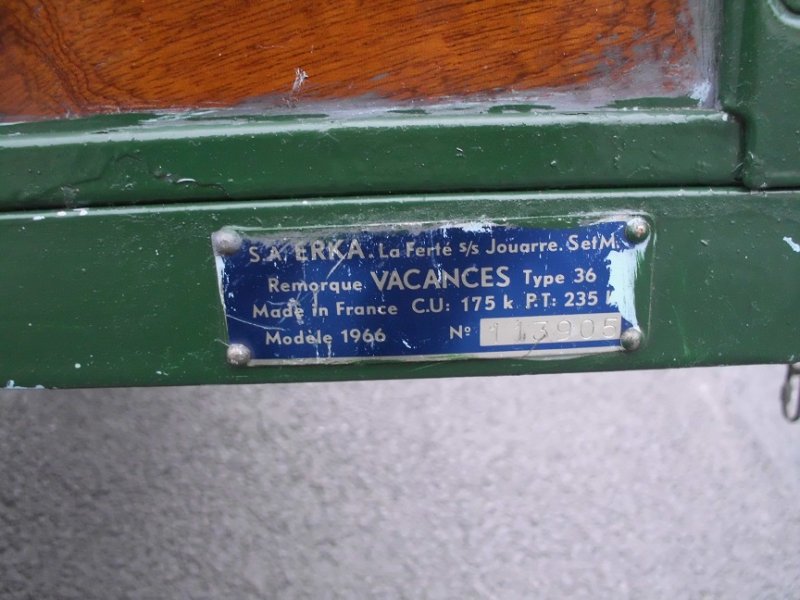 S.A. ERKA. La Ferté s/s Jouarre. SetM.
Remorque VACANCES Type 36
Made in France C.U: 175 k P.T: 235 k
Modèle 1966 No 113905